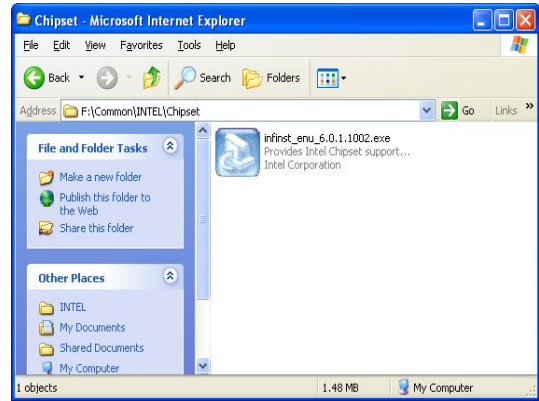 Chipset - Microsoft Internet Explorer
File Edit View Favorites Tools Help
Back Search Folders
Address F:\Common\INTEL\Chipset Go Links »
File and Folder Tasks
Make a new folder
Publish this folder to
the Web
Share this folder
Other Places
INTEL
My Documents
Shared Documents
My Computer
infinst_enu_6.0.1.1002.exe
Provides Intel Chipset support...
Intel Corporation
1 objects 1.48 MB My Computer